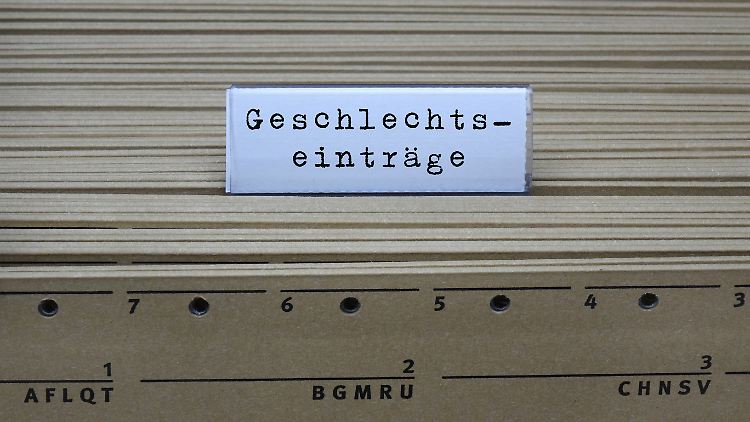 Geschlechts-
einträge
7 6 5 4 3
1 2 3
AFLQT BGMRU CHNSV